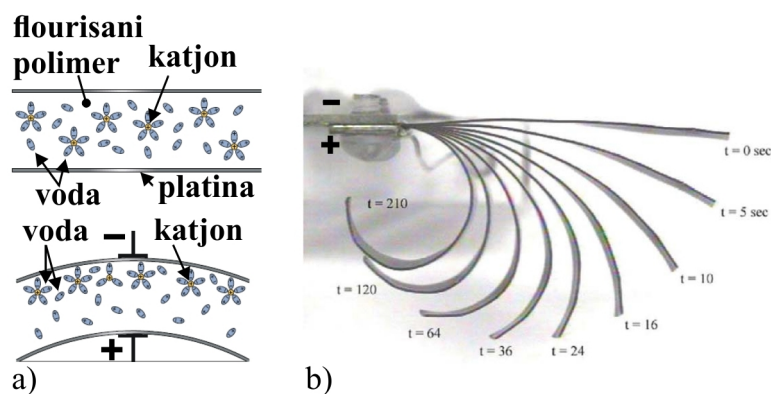 flourisani
polimer
katjon
voda
platina
voda
katjon
−
+
a)
−
+
t = 0 sec
t = 5 sec
t = 10
t = 16
t = 24
t = 36
t = 64
t = 120
t = 210
b)